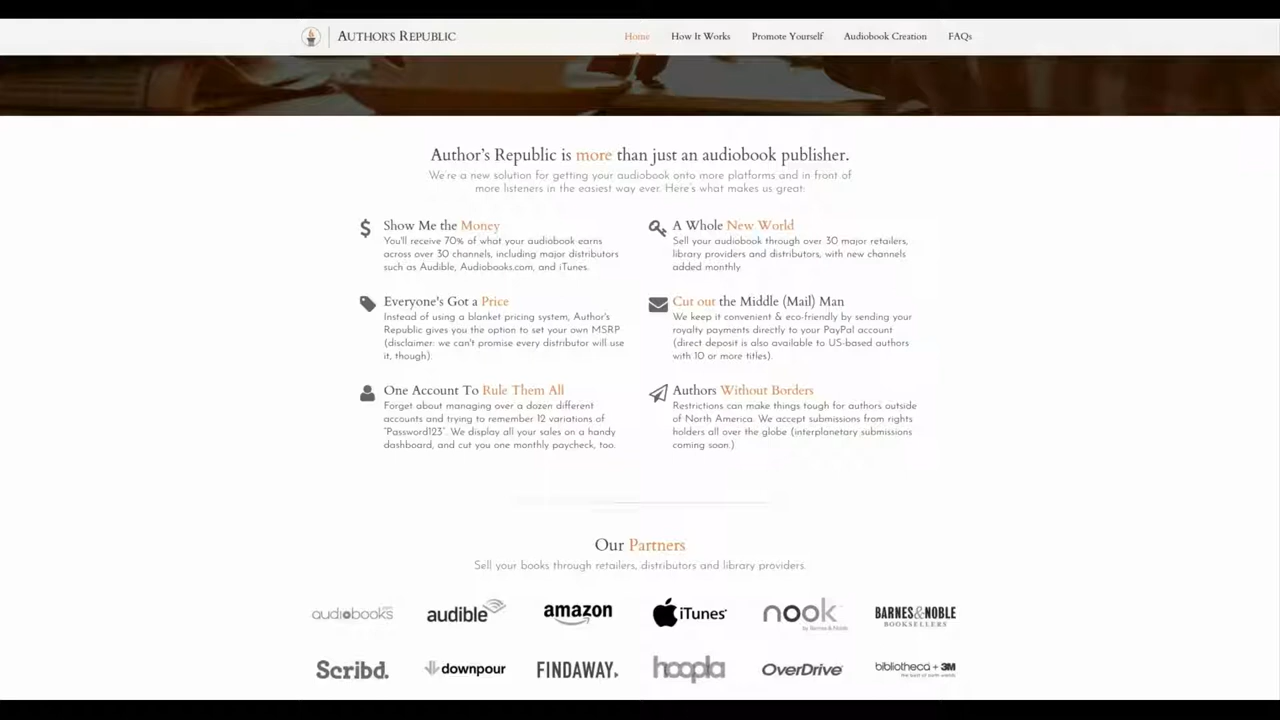 AUTHOR'S REPUBLIC
Home
How It Works
Promote Yourself
Audiobook Creation
FAQs
Author's Republic is more than just an audiobook publisher.
We're a new solution for getting your audiobook onto more platforms and in front of
more listeners in the easiest way ever. Here's what makes us great:
Show Me the Money
You'll receive 70% of what your audiobook earns
across over 30 channels, including major distributors
such as Audible, Audiobooks.com, and iTunes.
A Whole New World
Sell your audiobook through over 30 major retailers,
library providers and distributors, with new channels
added monthly
Everyone's Got a Price
Instead of using a blanket pricing system, Author's
Republic gives you the option to set your own MSRP
(disclaimer: we can't promise every distributor will use
it, though).
Cut out the Middle (Mail) Man
We keep it convenient & eco-friendly by sending your
royalty payments directly to your PayPal account
(direct deposit is also available to US-based authors
with 10 or more titles).
One Account To Rule Them All
Forget about managing over a dozen different
accounts and trying to remember 12 variations of
"Password123". We display all your sales on a handy
dashboard, and cut you one monthly paycheck, too.
Authors Without Borders
Restrictions can make things tough for authors outside
of North America. We accept submissions from rights
holders all over the globe (interplanetary submissions
coming soon.)
Our Partners
Sell your books through retailers, distributors and library providers.
audiobooks.com
audible
amazon
iTunes
nook
by Barnes & Noble
BARNES & NOBLE
BOOKSELLERS
Scribd.
downpour
FINDAWAY.
hoopla
OverDrive
bibliotheca + 3M